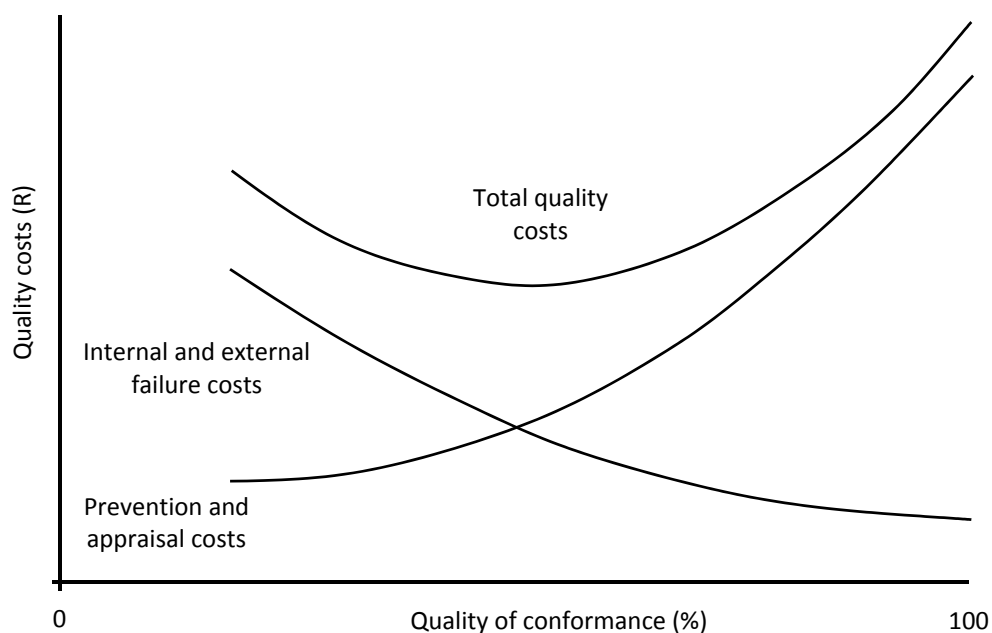 Total quality
costs
Quality costs (R)
Internal and external
failure costs
Prevention and
appraisal costs
0
Quality of conformance (%)
100